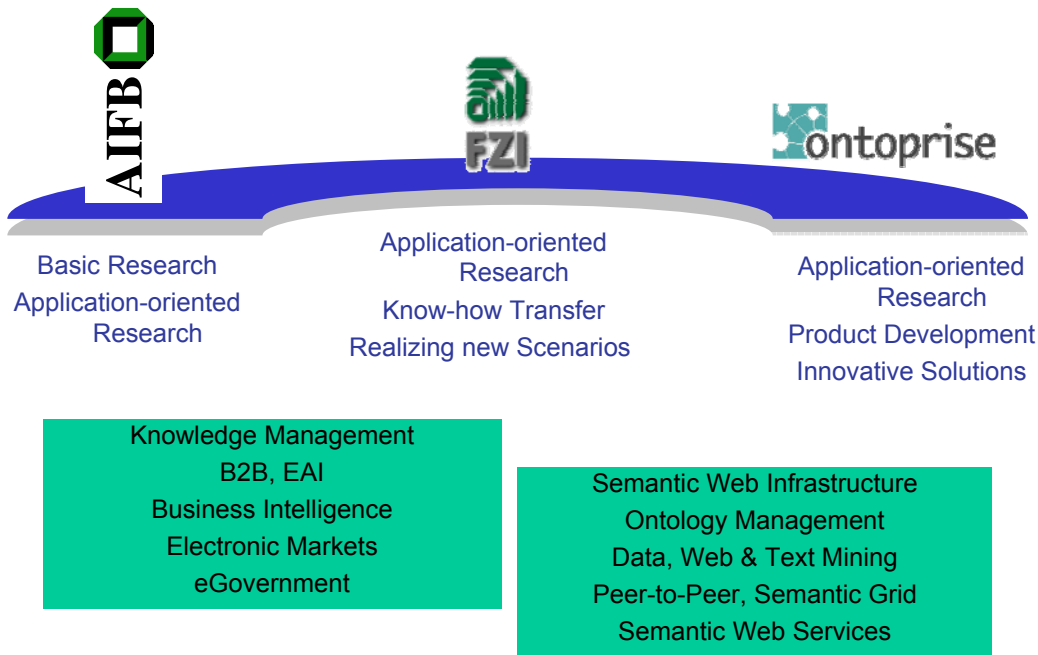 AIFB
FZI
ontoprise
Basic Research
Application-oriented
Research
Application-oriented
Research
Know-how Transfer
Realizing new Scenarios
Application-oriented
Research
Product Development
Innovative Solutions
Knowledge Management
B2B, EAI
Business Intelligence
Electronic Markets
eGovernment
Semantic Web Infrastructure
Ontology Management
Data, Web & Text Mining
Peer-to-Peer, Semantic Grid
Semantic Web Services